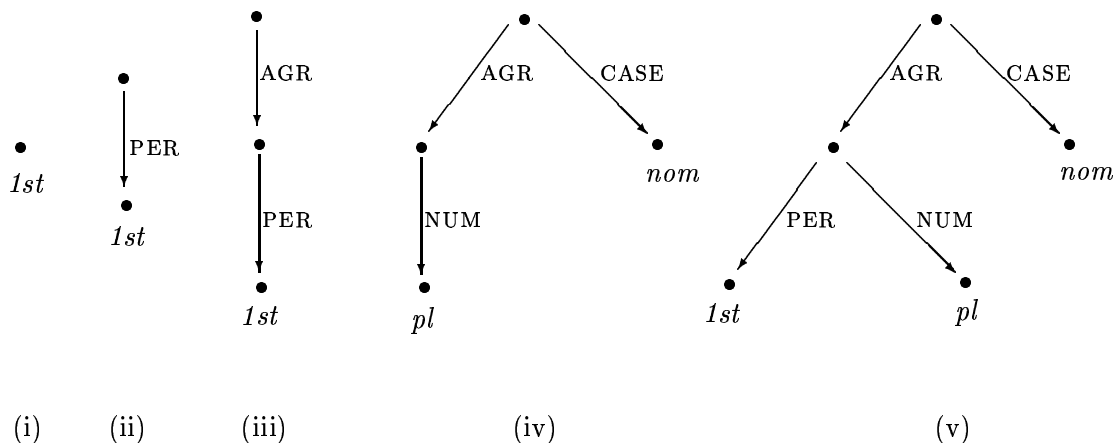 AGR CASE AGR CASE
AGR
PER nom nom
1st
PER NUM PER NUM
1st
1st pl 1st pl
(i) (ii) (iii) (iv) (v)